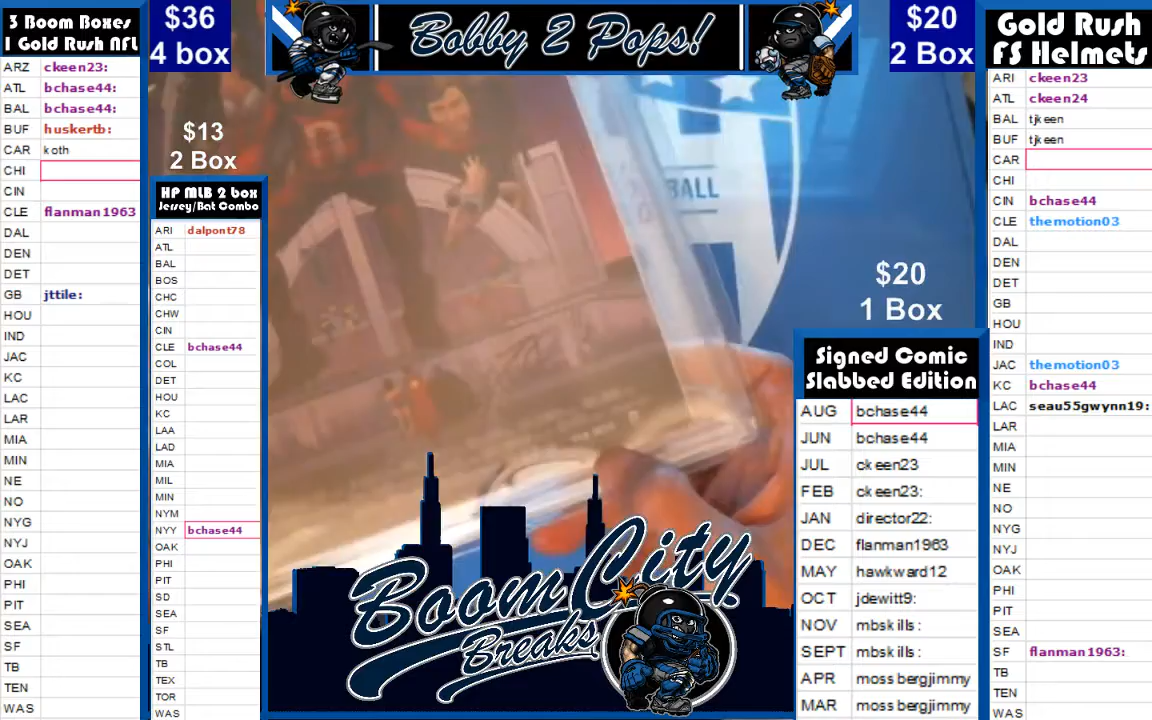 3 Boom Boxes
1 Gold Rush NFL
ARZ ckeen23:
ATL bchase44:
BAL bchase44:
BUF huskertb:
CAR koth
CHI
CIN
CLE flanman1963
DAL
DEN
DET
GB jttile:
HOU
IND
JAC
KC
LAC
LAR
MIA
MIN
NE
NO
NYG
NYJ
OAK
PHI
PIT
SEA
SF
TB
TEN
WAS
$36
4 box
$13
2 Box
HP MLB 2 box
Jersey/Bat Combo
ARI dalpont78
ATL
BAL
BOS
CHC
CHW
CIN
CLE bchase44
COL
DET
HOU
KC
LAA
LAD
MIA
MIL
MIN
NYM
NYY bchase44
OAK
PHI
PIT
SD
SEA
SF
STL
TB
TEX
TOR
WAS
Bobby 2 Pops!
BALL
Boom City
Breaks
$20
2 Box
$20
1 Box
Signed Comic
Slabbed Edition
AUG bchase44
JUN bchase44
JUL ckeen23
FEB ckeen23:
JAN director22:
DEC flanman1963
MAY hawkward12
OCT jdewitt9:
NOV mbskills:
SEPT mbskills:
APR mossbergjimmy
MAR mossbergjimmy
Gold Rush
FS Helmets
ARI ckeen23
ATL ckeen24
BAL tjkeen
BUF tjkeen
CAR
CHI
CIN bchase44
CLE themotion03
DAL
DEN
DET
GB
HOU
IND
JAC themotion03
KC bchase44
LAC seau55gwynn19:
LAR
MIA
MIN
NE
NO
NYG
NYJ
OAK
PHI
PIT
SEA
SF flanman1963:
TB
TEN
WAS